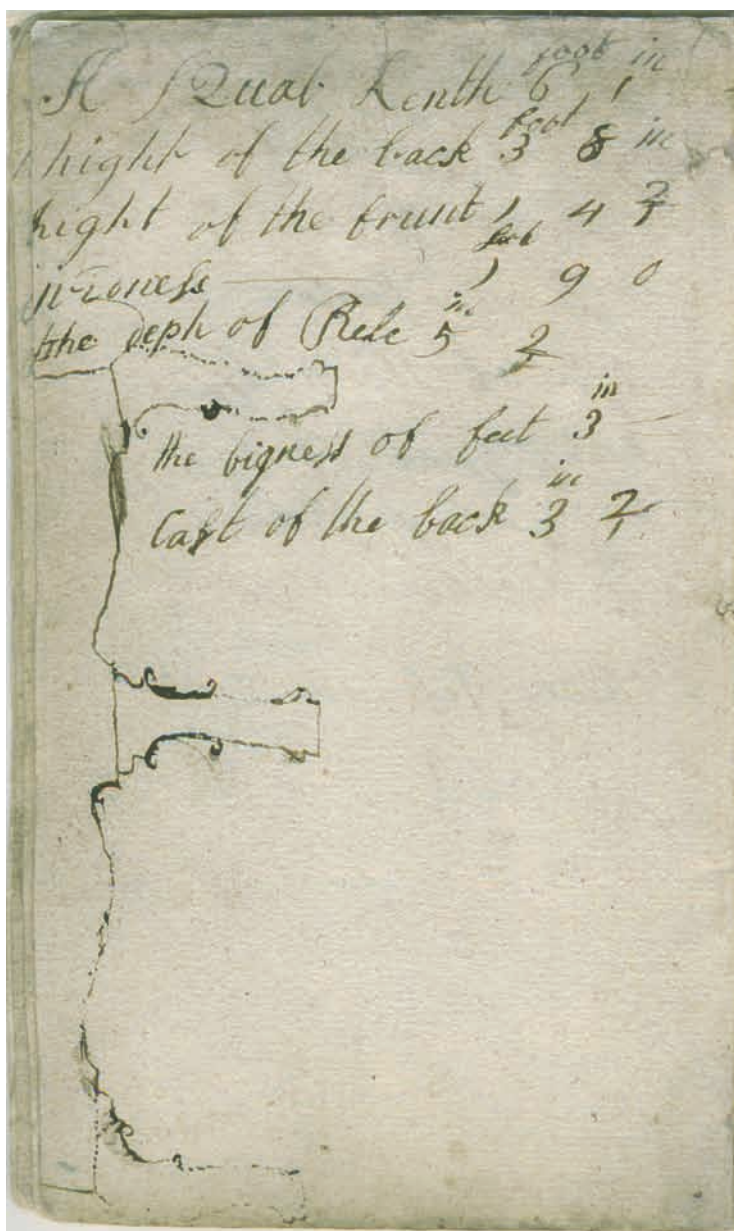 A Squab Lenth 6 foot 1 in
hight of the back 3 foot 8 in
hight of the frunt 1 4 2/1
1 foot 9 0
the deph of Rele 5 in 2/1
the bigness of feet 3 in
Cast of the back 3 in 2/1